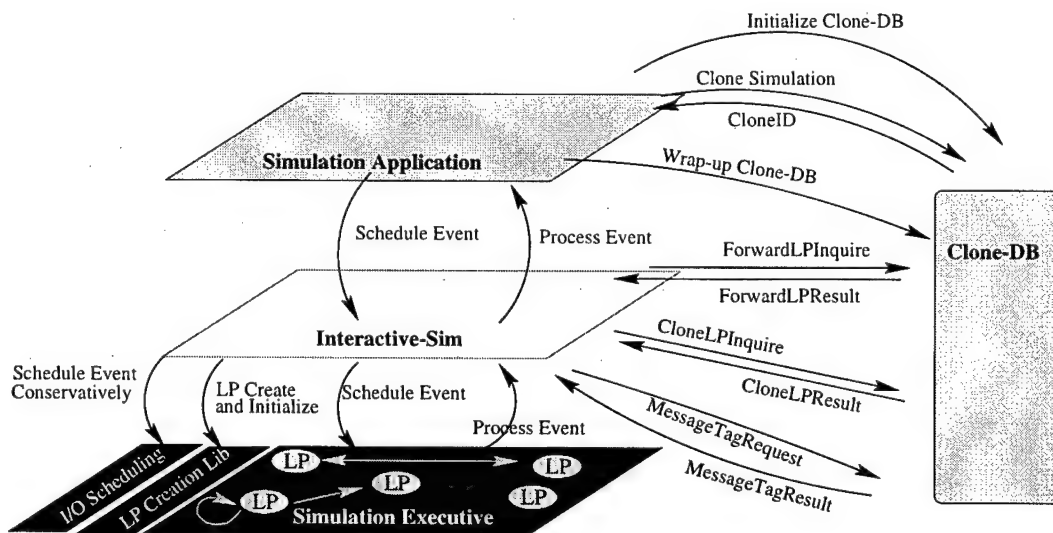 Initialize Clone-DB
Clone Simulation
CloneID
Simulation Application
Wrap-up Clone-DB
Schedule Event
Process Event
ForwardLPInquire
Clone-DB
ForwardLPResult
Interactive-Sim
CloneLPInquire
CloneLPResult
Schedule Event
Conservatively
LP Create
and Initialize
Schedule Event
Process Event
MessageTagRequest
MessageTagResult
I/O Scheduling
LP Creation Lib
LP
LP
LP
LP
LP
Simulation Executive